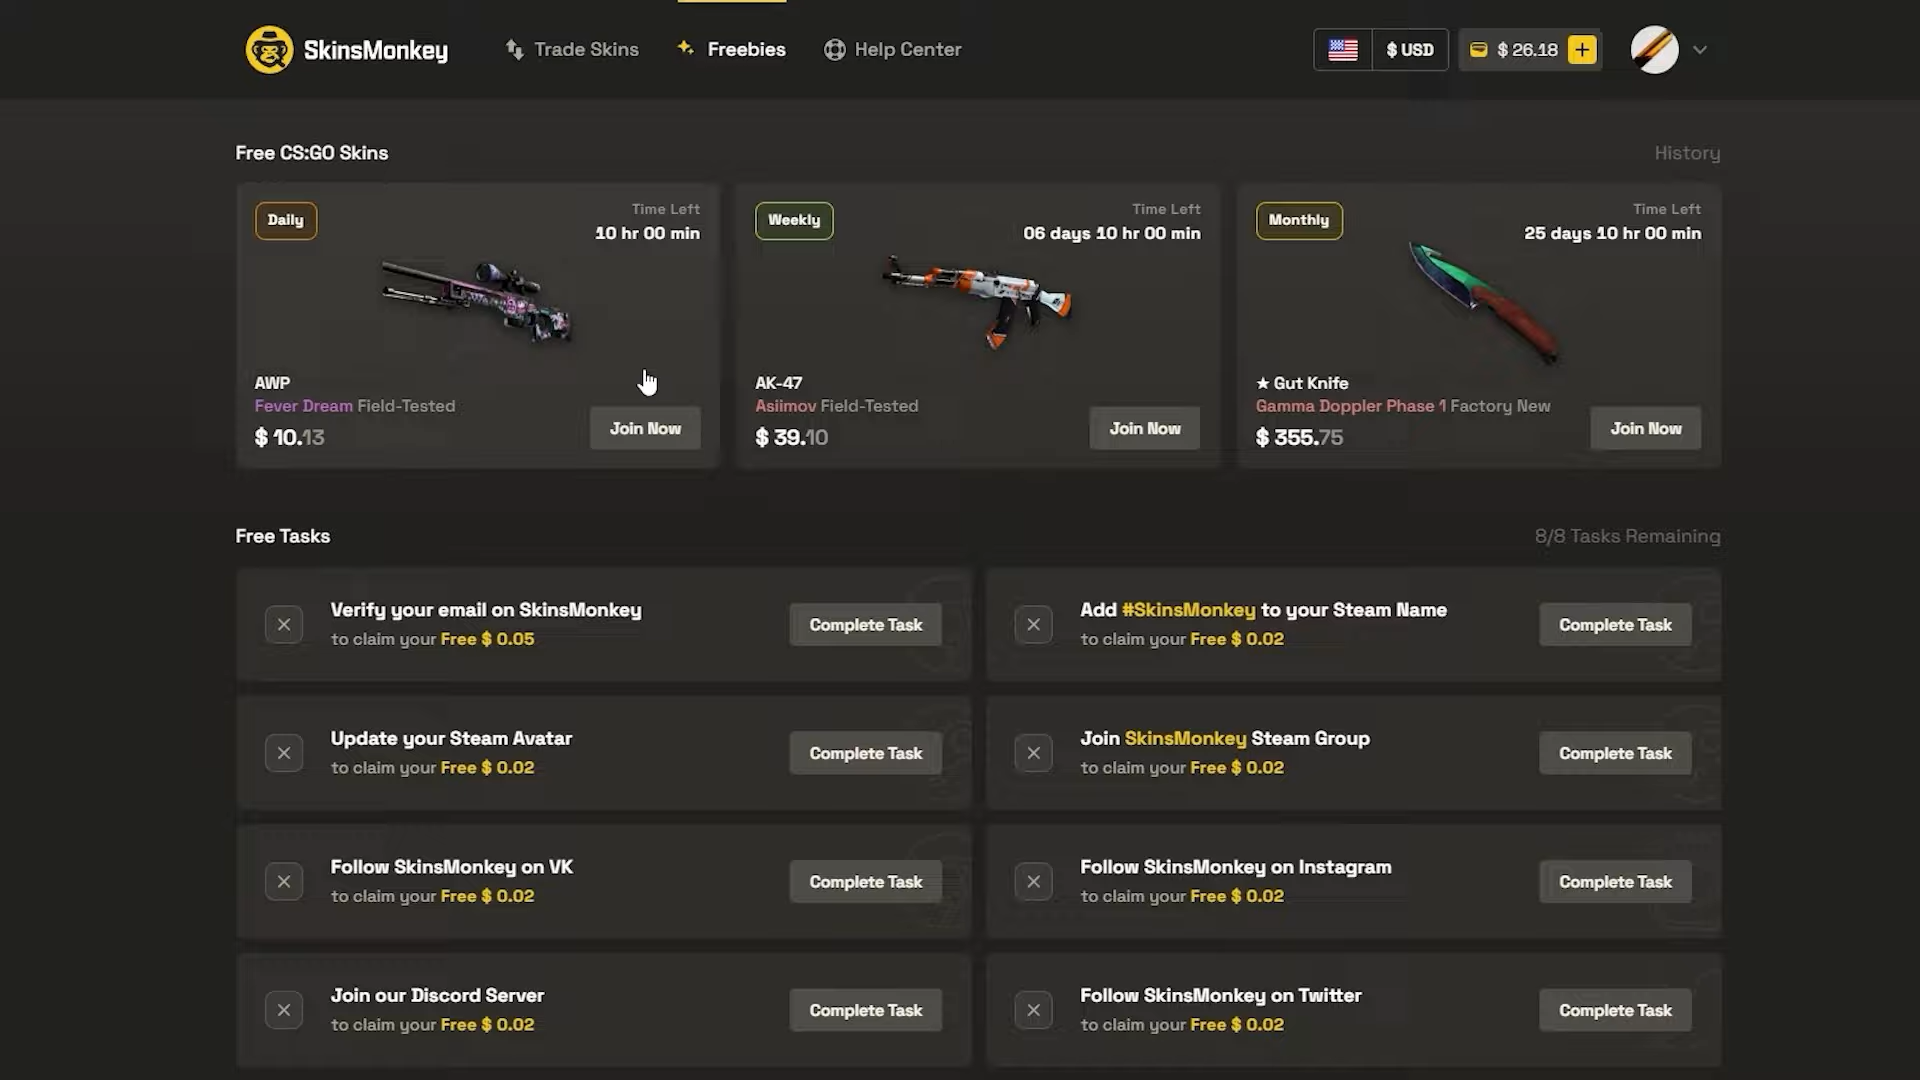 SkinsMonkey
Trade Skins
Freebies
Help Center
$ USD
$ 26.18
Free CS:GO Skins
History
Daily
Time Left
10 hr 00 min
AWP
Fever Dream Field-Tested
$ 10.13
Join Now
Weekly
Time Left
06 days 10 hr 00 min
AK-47
Asiimov Field-Tested
$ 39.10
Join Now
Monthly
Time Left
25 days 10 hr 00 min
★ Gut Knife
Gamma Doppler Phase 1 Factory New
$ 355.75
Join Now
Free Tasks
8/8 Tasks Remaining
Verify your email on SkinsMonkey
to claim your Free $ 0.05
Complete Task
Add #SkinsMonkey to your Steam Name
to claim your Free $ 0.02
Complete Task
Update your Steam Avatar
to claim your Free $ 0.02
Complete Task
Join SkinsMonkey Steam Group
to claim your Free $ 0.02
Complete Task
Follow SkinsMonkey on VK
to claim your Free $ 0.02
Complete Task
Follow SkinsMonkey on Instagram
to claim your Free $ 0.02
Complete Task
Join our Discord Server
to claim your Free $ 0.02
Complete Task
Follow SkinsMonkey on Twitter
to claim your Free $ 0.02
Complete Task